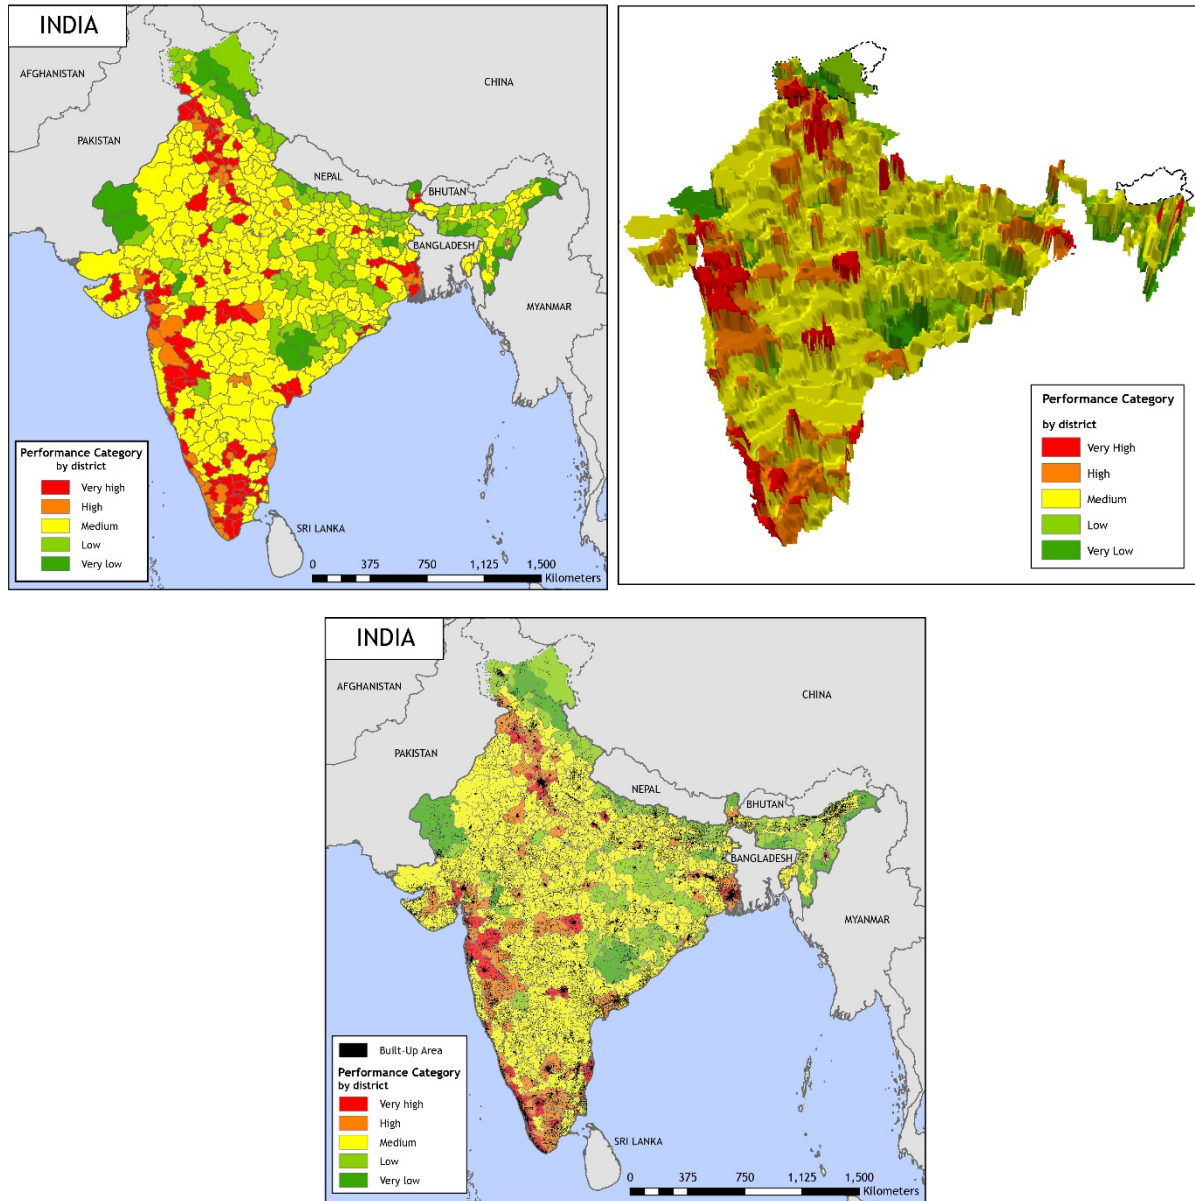 INDIA
AFGHANISTAN
CHINA
PAKISTAN
NEPAL
BHUTAN
BANGLADESH
MYANMAR
SRI LANKA
Performance Category
by district
Very high
High
Medium
Low
Very low
0 375 750 1,125 1,500
Kilometers
Performance Category
by district
Very High
High
Medium
Low
Very Low
INDIA
AFGHANISTAN
CHINA
PAKISTAN
NEPAL
BHUTAN
BANGLADESH
MYANMAR
SRI LANKA
Built-Up Area
Performance Category
by district
Very high
High
Medium
Low
Very low
0 375 750 1,125 1,500
Kilometers